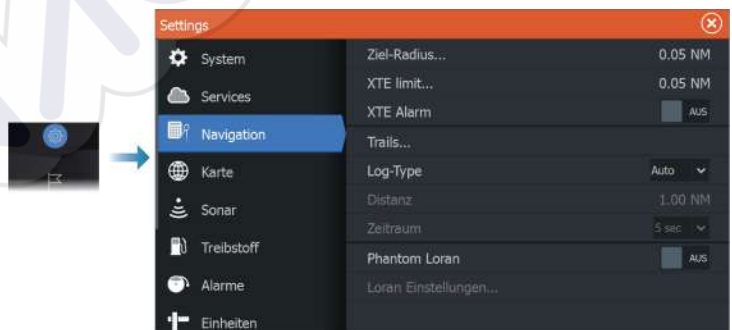 Settings
System
Services
Navigation
Karte
Sonar
Treibstoff
Alarme
Einheiten
Ziel-Radius... 0.05 NM
XTE limit... 0.05 NM
XTE Alarm AUS
Trails...
Log-Type Auto
Distanz 1.00 NM
Zeitraum 5 sec
Phantom Loran AUS
Loran Einstellungen...